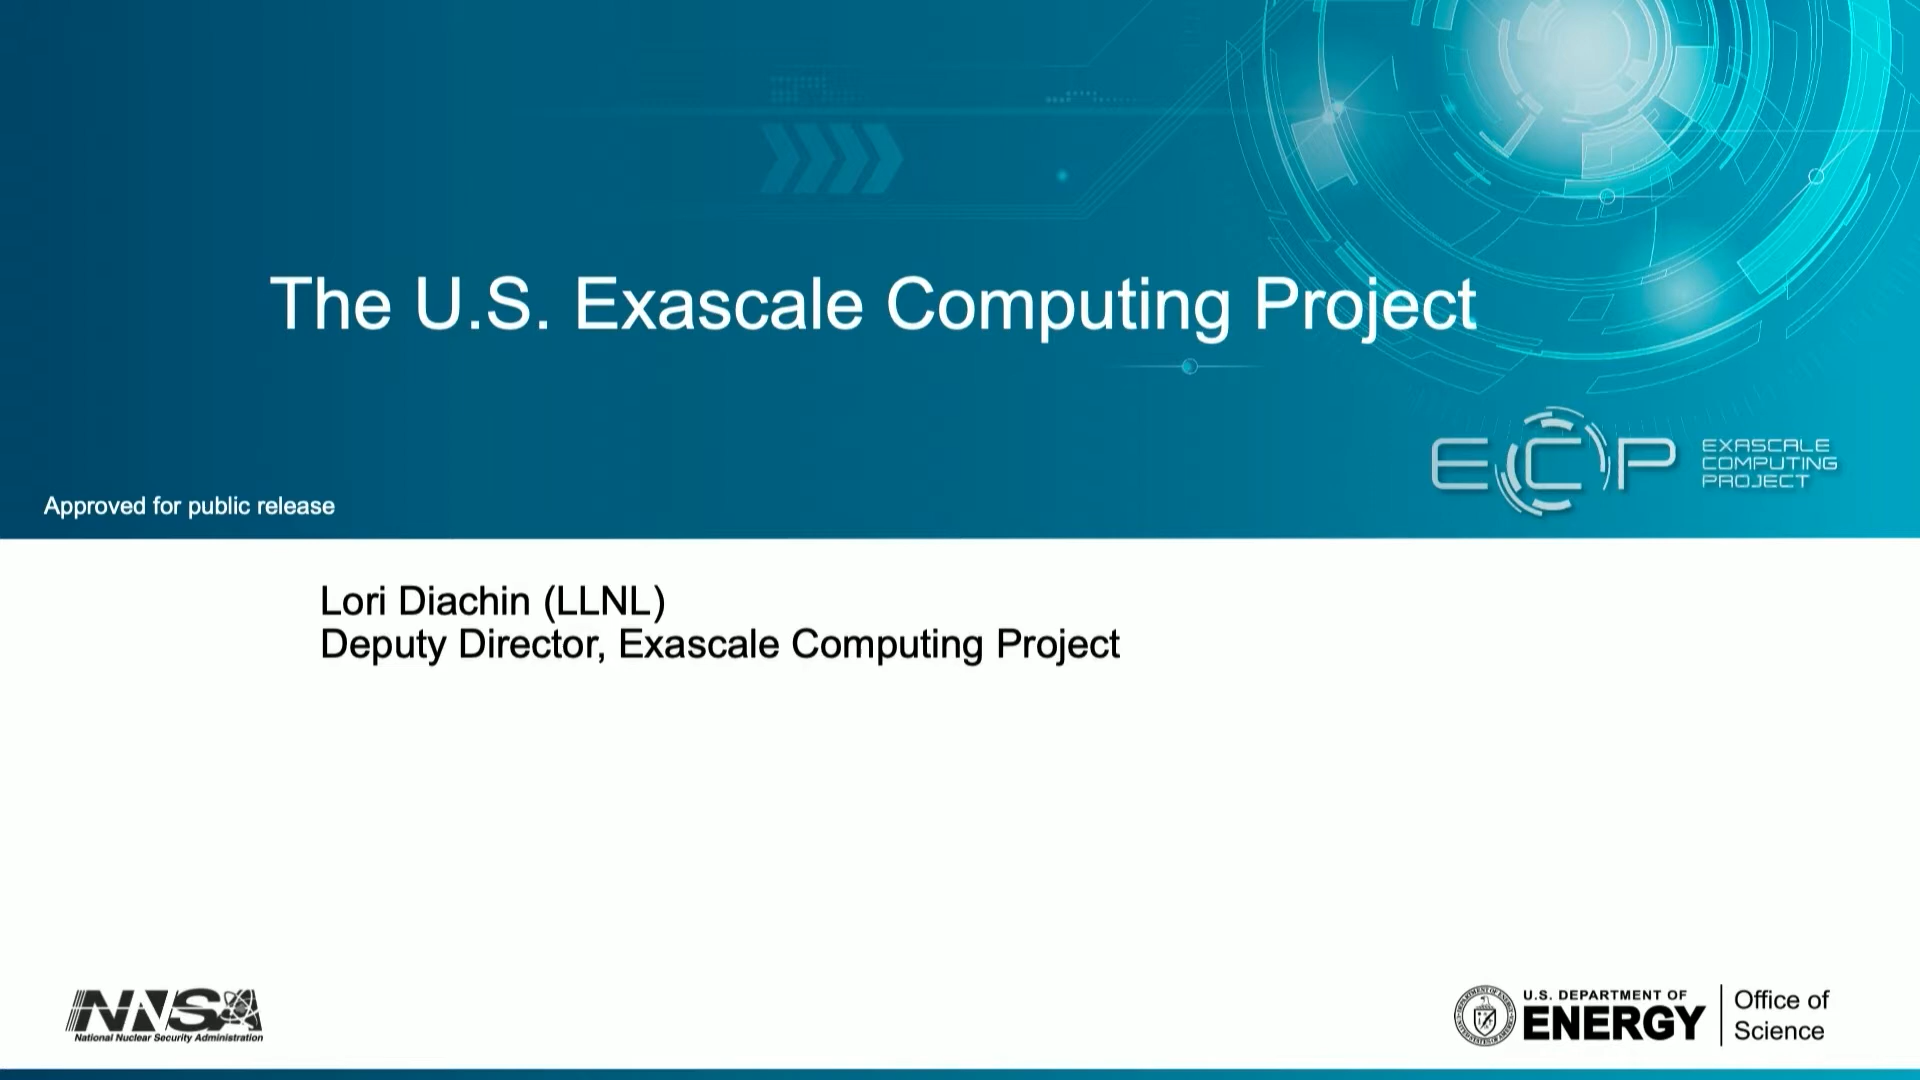 The U.S. Exascale Computing Project
ECP
EXASCALE
COMPUTING
PROJECT
Approved for public release
Lori Diachin (LLNL)
Deputy Director, Exascale Computing Project
NNSA
National Nuclear Security Administration
U.S. DEPARTMENT OF
ENERGY
Office of
Science